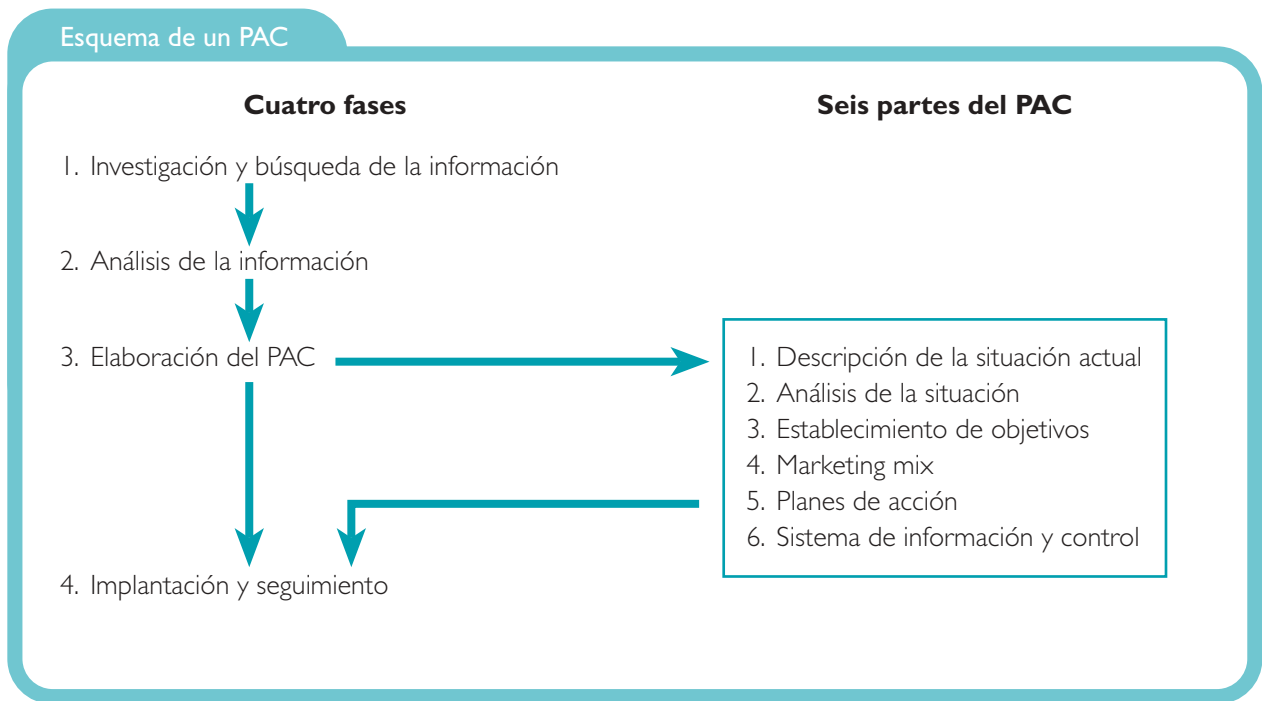 Esquema de un PAC
Cuatro fases
1. Investigación y búsqueda de la información
2. Análisis de la información
3. Elaboración del PAC
4. Implantación y seguimiento
Seis partes del PAC
1. Descripción de la situación actual
2. Análisis de la situación
3. Establecimiento de objetivos
4. Marketing mix
5. Planes de acción
6. Sistema de información y control